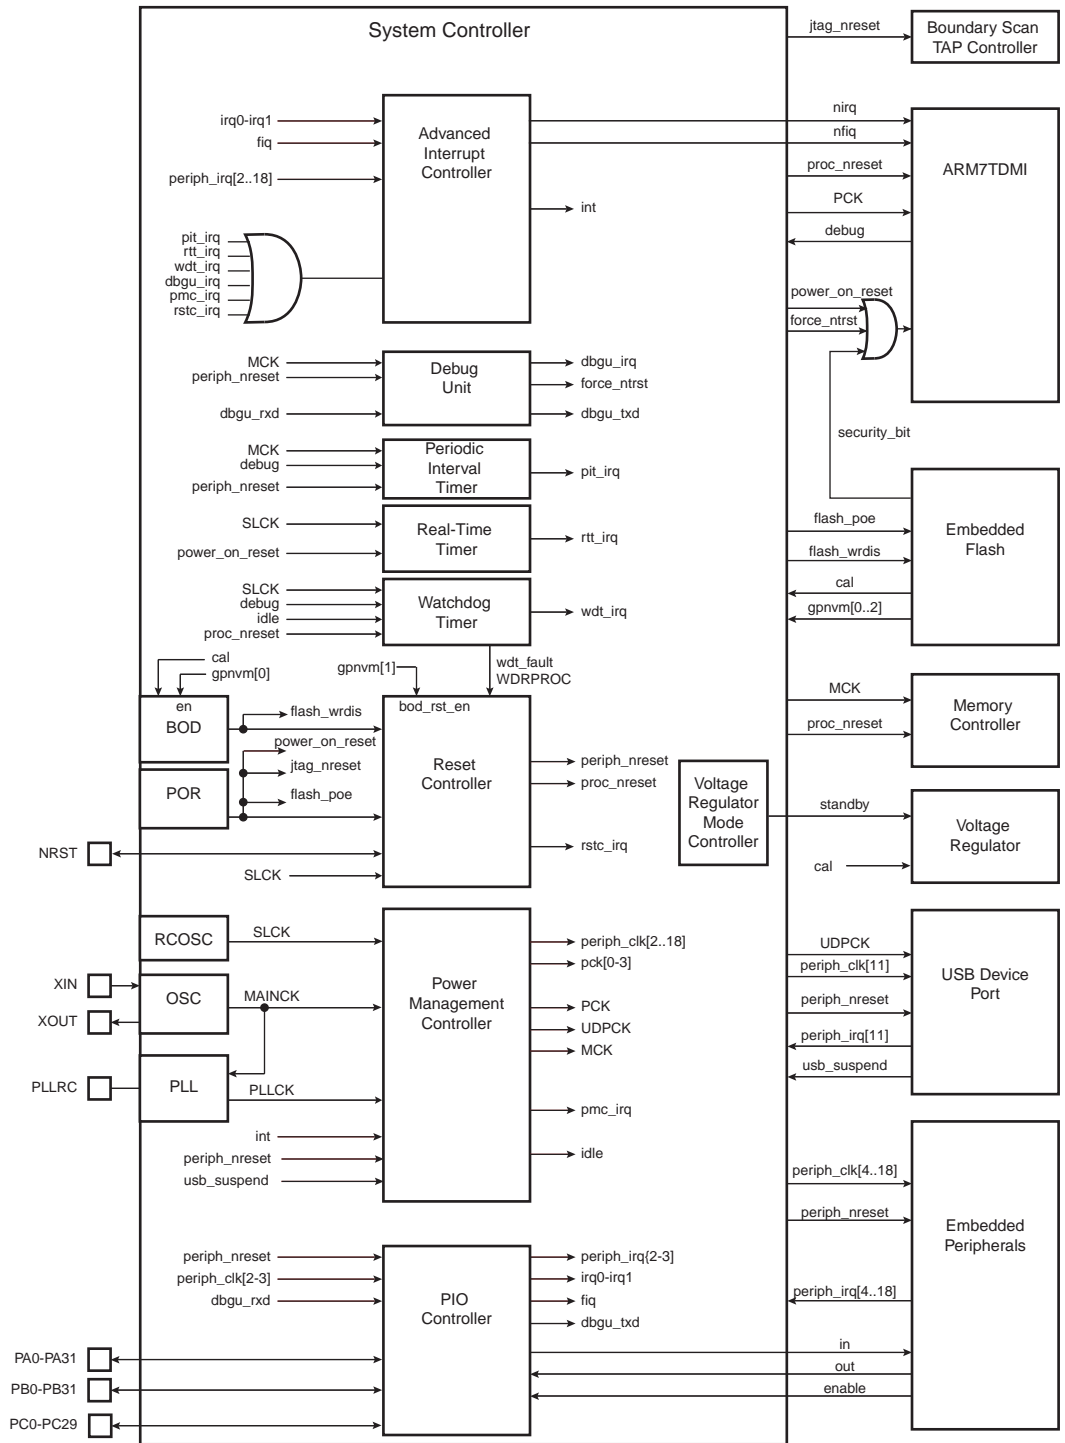 System Controller
jtag_nreset
Boundary Scan
TAP Controller
irq0-irq1
fiq
periph_irq[2..18]
Advanced
Interrupt
Controller
int
nirq
nfiq
proc_nreset
PCK
debug
ARM7TDMI
pit_irq
rtt_irq
wdt_irq
dbgu_irq
pmc_irq
rstc_irq
power_on_reset
force_ntrst
security_bit
MCK
periph_nreset
dbgu_rxd
Debug
Unit
dbgu_irq
force_ntrst
dbgu_txd
MCK
debug
periph_nreset
Periodic
Interval
Timer
pit_irq
SLCK
power_on_reset
Real-Time
Timer
rtt_irq
flash_poe
flash_wrdis
cal
gpnvm[0..2]
Embedded
Flash
SLCK
debug
idle
proc_nreset
Watchdog
Timer
wdt_irq
cal
gpnvm[0]
en
BOD
POR
flash_wrdis
power_on_reset
jtag_nreset
flash_poe
gpnvm[1]
wdt_fault
WDRPROC
bod_rst_en
Reset
Controller
periph_nreset
proc_nreset
rstc_irq
NRST
SLCK
MCK
proc_nreset
Memory
Controller
Voltage
Regulator
Mode
Controller
standby
cal
Voltage
Regulator
RCOSC
SLCK
XIN
XOUT
OSC
MAINCK
PLLRC
PLL
PLLCK
int
periph_nreset
usb_suspend
Power
Management
Controller
periph_clk[2..18]
pck[0-3]
PCK
UDPCK
MCK
pmc_irq
idle
UDPCK
periph_clk[11]
periph_nreset
periph_irq[11]
usb_suspend
USB Device
Port
periph_clk[4..18]
periph_nreset
periph_irq[4..18]
in
out
enable
Embedded
Peripherals
periph_nreset
periph_clk[2-3]
dbgu_rxd
PIO
Controller
periph_irq{2-3]
irq0-irq1
fiq
dbgu_txd
PA0-PA31
PB0-PB31
PC0-PC29